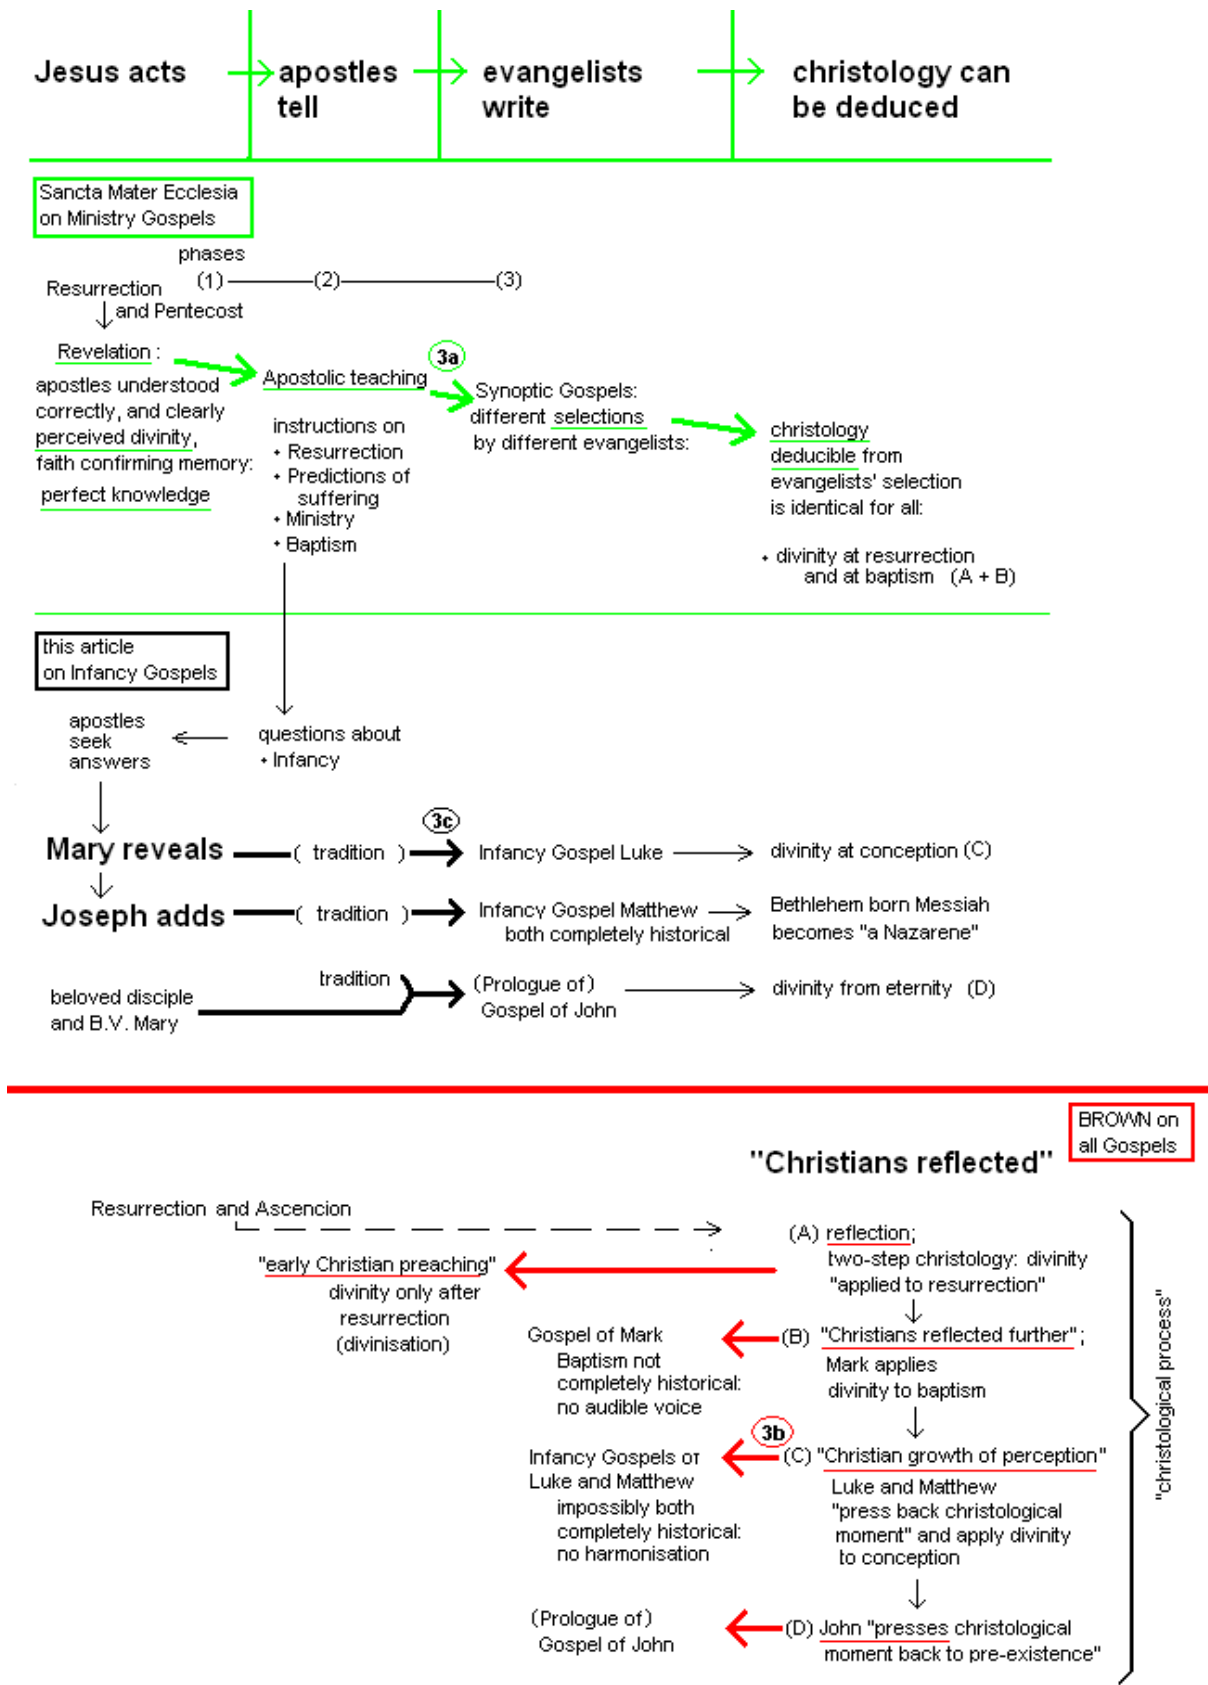 Jesus acts
apostles
tell
evangelists
write
christology can
be deduced
Sancta Mater Ecclesia
on Ministry Gospels
phases
(1)
(2)
(3)
Resurrection
and Pentecost
Revelation :
apostles understood
correctly, and clearly
perceived divinity,
faith confirming memory:
perfect knowledge
3a
Apostolic teaching
instructions on
• Resurrection
• Predictions of
suffering
• Ministry
• Baptism
Synoptic Gospels:
different selections
by different evangelists:
christology
deducible from
evangelists' selection
is identical for all:
• divinity at resurrection
and at baptism (A + B)
this article
on Infancy Gospels
apostles
seek
answers
questions about
• Infancy
3c
Mary reveals
( tradition )
Infancy Gospel Luke
divinity at conception (C)
Joseph adds
( tradition )
Infancy Gospel Matthew
both completely historical
Bethlehem born Messiah
becomes "a Nazarene"
beloved disciple
and B.V. Mary
tradition
(Prologue of)
Gospel of John
divinity from eternity (D)
BROWN on
all Gospels
"Christians reflected"
Resurrection and Ascencion
(A) reflection;
two-step christology: divinity
"applied to resurrection"
"early Christian preaching"
divinity only after
resurrection
(divinisation)
Gospel of Mark
Baptism not
completely historical:
no audible voice
(B) "Christians reflected further";
Mark applies
divinity to baptism
3b
Infancy Gospels of
Luke and Matthew
impossibly both
completely historical:
no harmonisation
(C) "Christian growth of perception"
Luke and Matthew
"press back christological
moment" and apply divinity
to conception
(Prologue of)
Gospel of John
(D) John "presses christological
moment back to pre-existence"
"christological process"